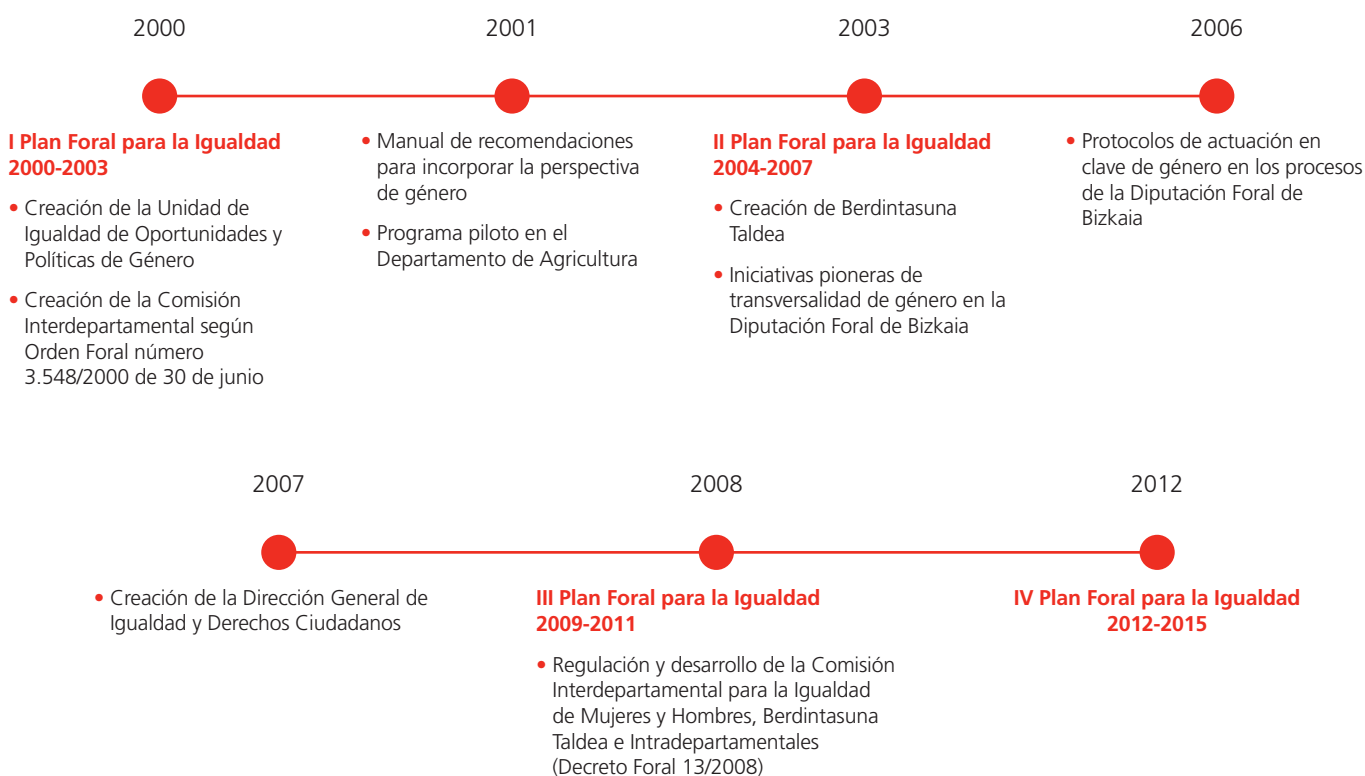 2000
2001
2003
2006
I Plan Foral para la Igualdad
2000-2003
• Creación de la Unidad de
Igualdad de Oportunidades y
Políticas de Género
• Creación de la Comisión
Interdepartamental según
Orden Foral número
3.548/2000 de 30 de junio
• Manual de recomendaciones
para incorporar la perspectiva
de género
• Programa piloto en el
Departamento de Agricultura
II Plan Foral para la Igualdad
2004-2007
• Creación de Berdintasuna
Taldea
• Iniciativas pioneras de
transversalidad de género en la
Diputación Foral de Bizkaia
• Protocolos de actuación en
clave de género en los procesos
de la Diputación Foral de
Bizkaia
2007
2008
2012
• Creación de la Dirección General de
Igualdad y Derechos Ciudadanos
III Plan Foral para la Igualdad
2009-2011
• Regulación y desarrollo de la Comisión
Interdepartamental para la Igualdad
de Mujeres y Hombres, Berdintasuna
Taldea e Intradepartamentales
(Decreto Foral 13/2008)
IV Plan Foral para la Igualdad
2012-2015